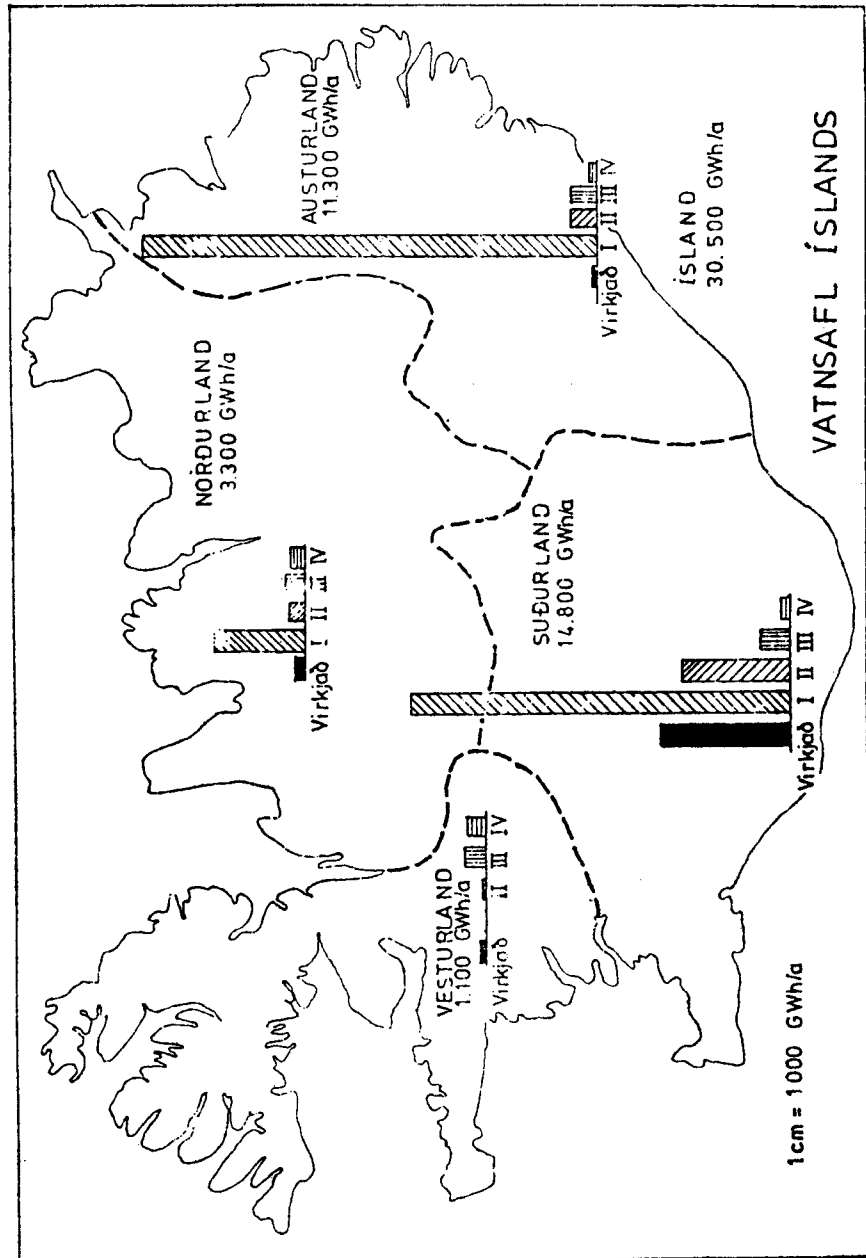 NORÐURLAND
3.300 GWh/a
Virkjað I II III IV
AUSTURLAND
11.300 GWh/a
Virkjað I II III IV
VESTURLAND
1.100 GWh/a
Virkjað II III IV
SUÐURLAND
14.800 GWh/a
Virkjað I II III IV
ÍSLAND
30.500 GWh/a
1cm = 1000 GWh/a
VATNSAFL ÍSLANDS